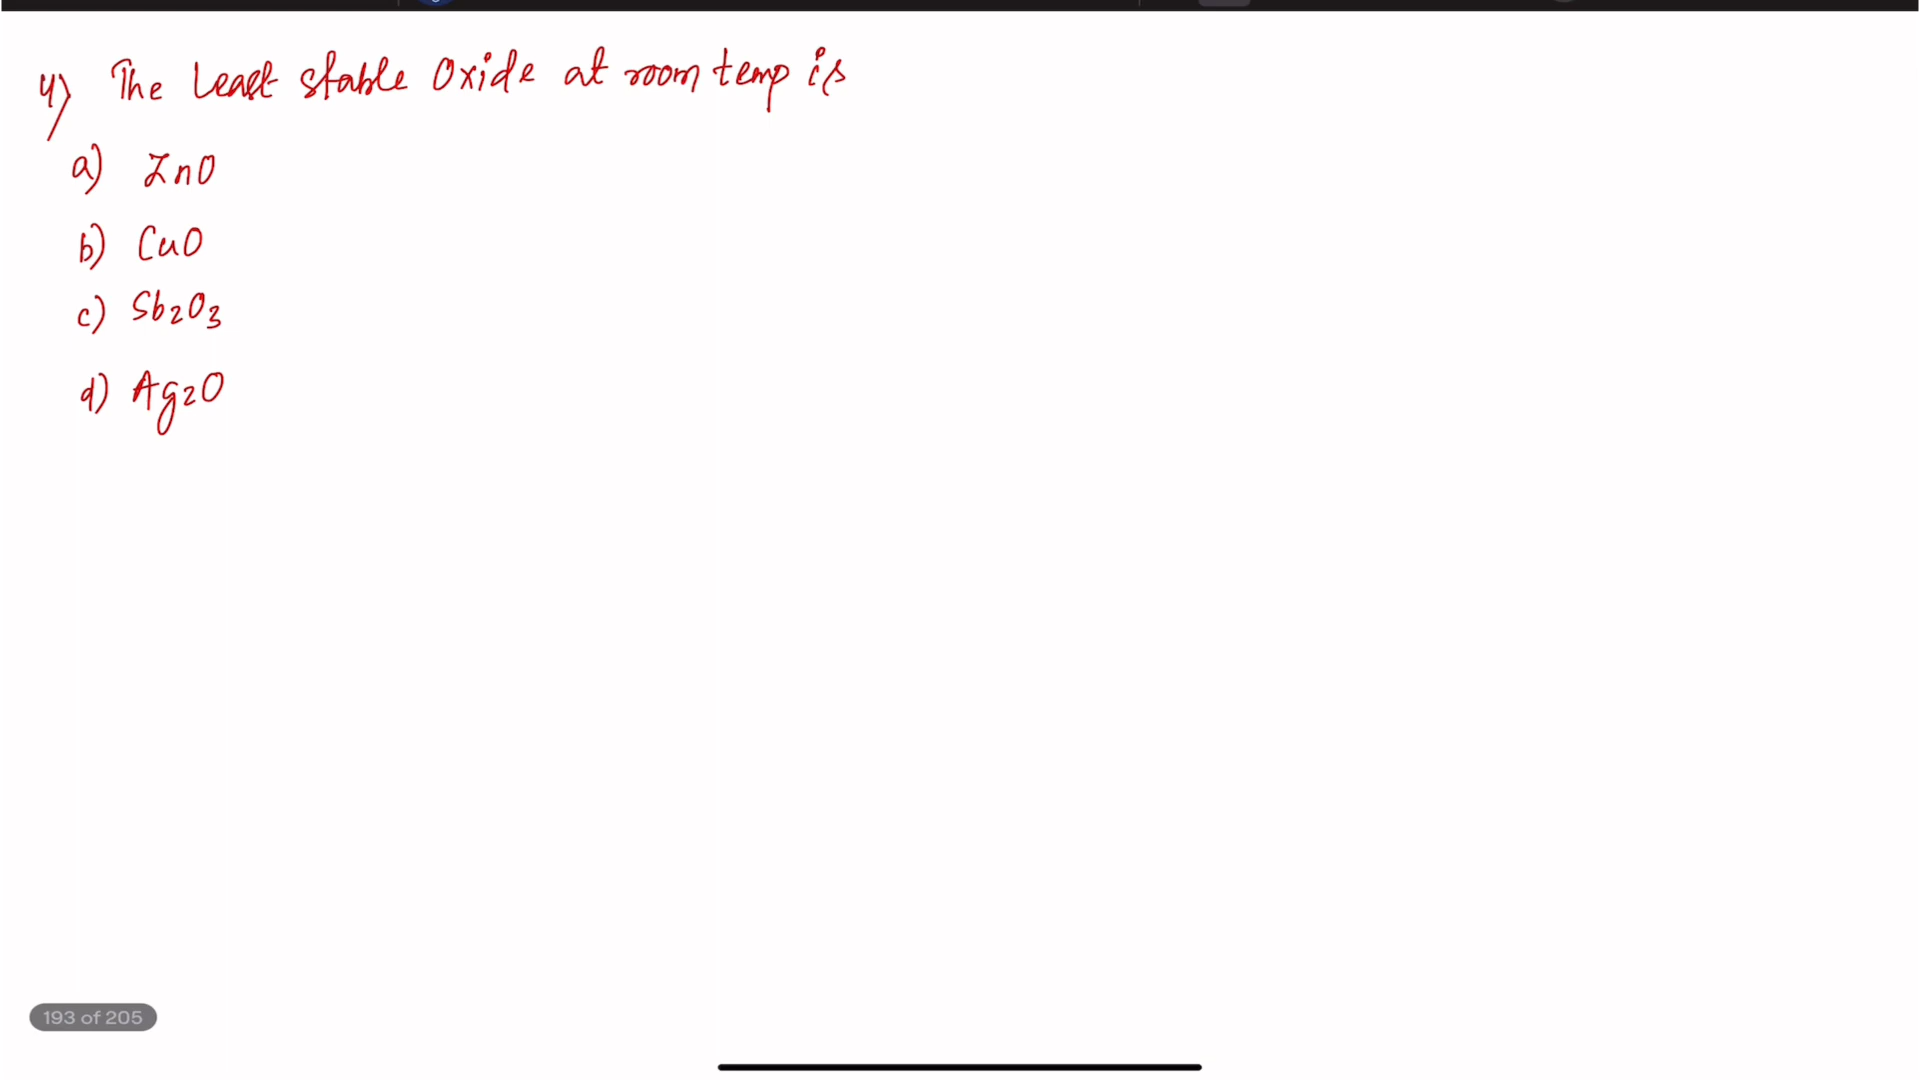 4) The Least stable Oxide at room temp is
a) ZnO
b) CuO
c) Sb2O3
d) Ag2O
193 of 205